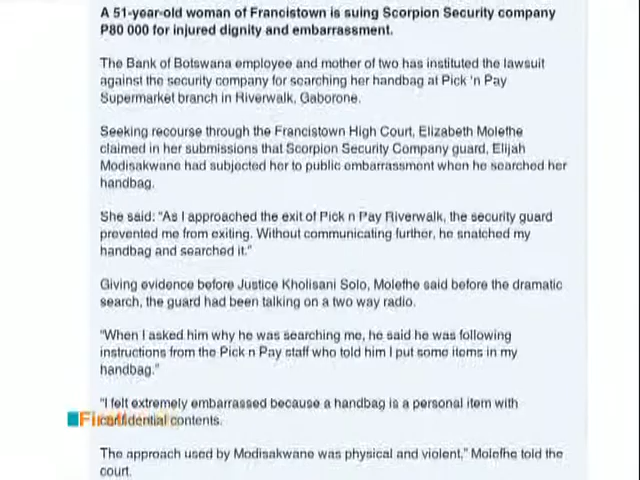 A 51-year-old woman of Francistown is suing Scorpion Security company
P80 000 for injured dignity and embarrassment.
The Bank of Botswana employee and mother of two has instituted the lawsuit
against the security company for searching her handbag at Pick 'n Pay
Supermarket branch in Riverwalk, Gaborone.
Seeking recourse through the Francistown High Court, Elizabeth Molefhe
claimed in her submissions that Scorpion Security Company guard, Elijah
Modisakwane had subjected her to public embarrassment when he searched her
handbag.
She said: "As I approached the exit of Pick n Pay Riverwalk, the security guard
prevented me from exiting. Without communicating further, he snatched my
handbag and searched it."
Giving evidence before Justice Kholisani Solo, Molefhe said before the dramatic
search, the guard had been talking on a two way radio.
"When I asked him why he was searching me, he said he was following
instructions from the Pick n Pay staff who told him I put some items in my
handbag."
"I felt extremely embarrassed because a handbag is a personal item with
confidential contents.
The approach used by Modisakwane was physical and violent," Molefhe told the
court.